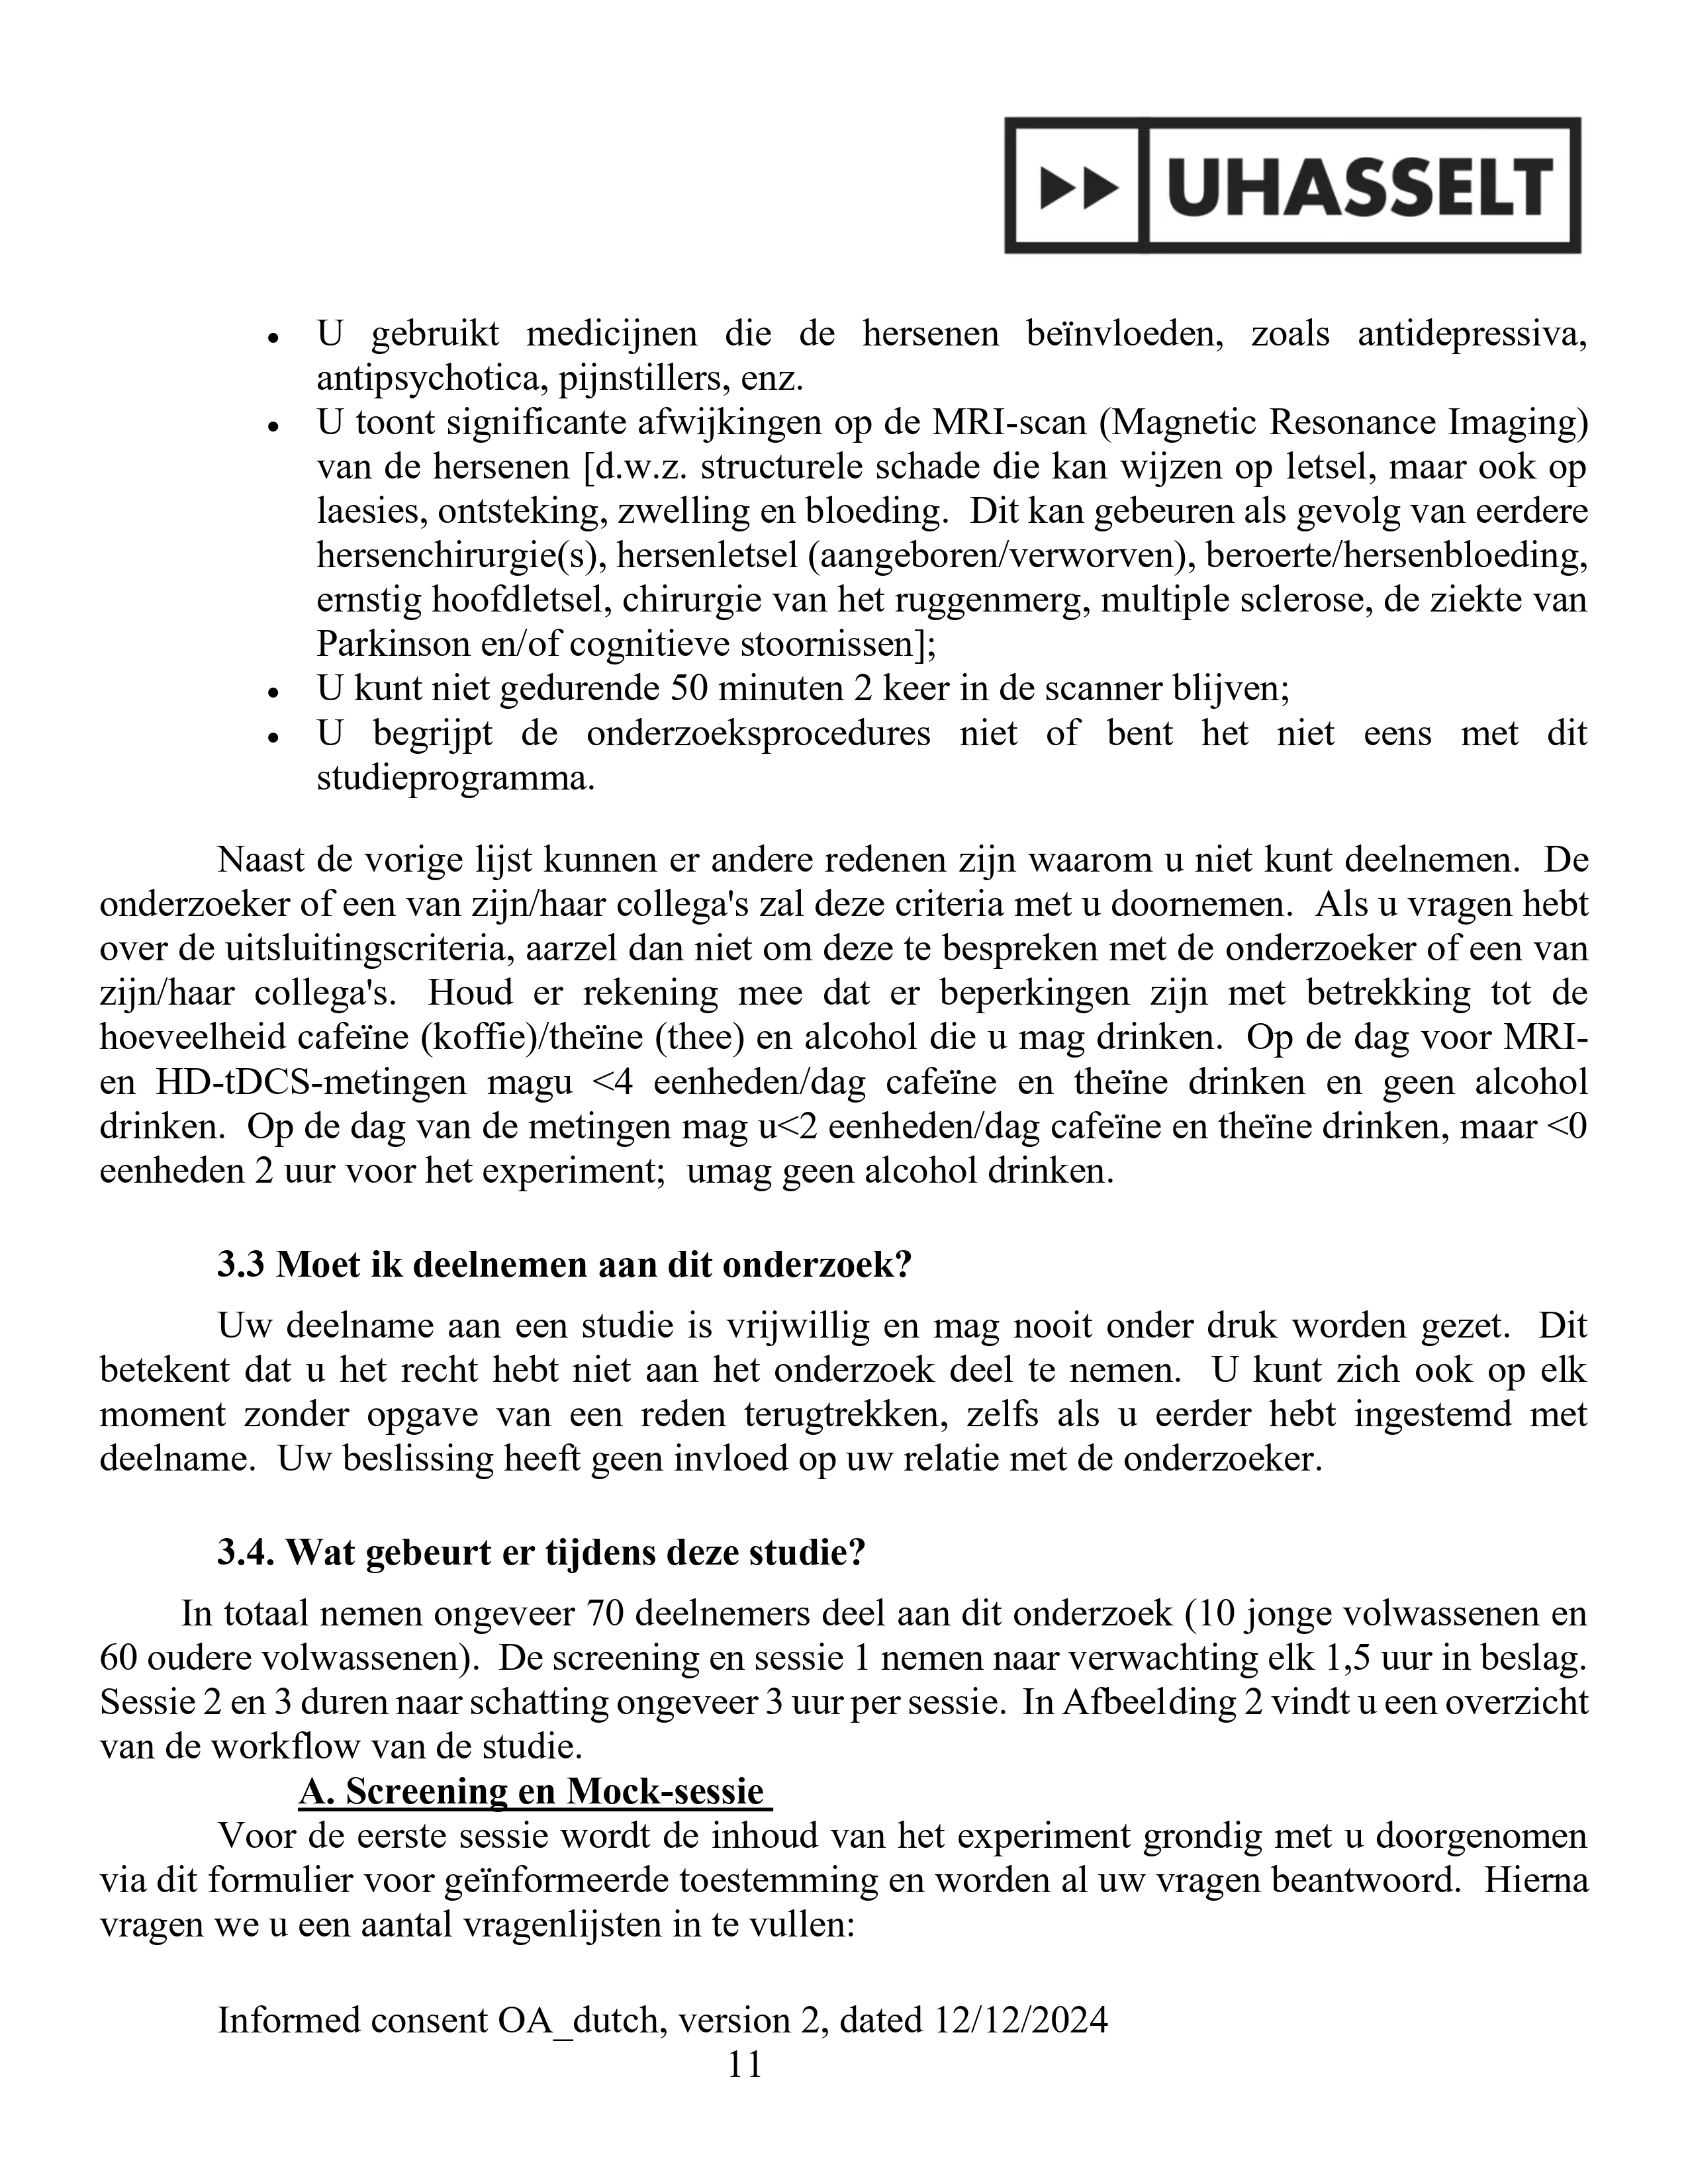 UHASSELT
• U gebruikt medicijnen die de hersenen beïnvloeden, zoals antidepressiva,
antipsychotica, pijnstillers, enz.
• U toont significante afwijkingen op de MRI-scan (Magnetic Resonance Imaging)
van de hersenen [d.w.z. structurele schade die kan wijzen op letsel, maar ook op
laesies, ontsteking, zwelling en bloeding. Dit kan gebeuren als gevolg van eerdere
hersenchirurgie(s), hersenletsel (aangeboren/verworven), beroerte/hersenbloeding,
ernstig hoofdletsel, chirurgie van het ruggenmerg, multiple sclerose, de ziekte van
Parkinson en/of cognitieve stoornissen];
• U kunt niet gedurende 50 minuten 2 keer in de scanner blijven;
• U begrijpt de onderzoeksprocedures niet of bent het niet eens met dit
studieprogramma.
Naast de vorige lijst kunnen er andere redenen zijn waarom u niet kunt deelnemen. De
onderzoeker of een van zijn/haar collega's zal deze criteria met u doornemen. Als u vragen hebt
over de uitsluitingscriteria, aarzel dan niet om deze te bespreken met de onderzoeker of een van
zijn/haar collega's. Houd er rekening mee dat er beperkingen zijn met betrekking tot de
hoeveelheid cafeïne (koffie)/theïne (thee) en alcohol die u mag drinken. Op de dag voor MRI-
en HD-tDCS-metingen magu <4 eenheden/dag cafeïne en theïne drinken en geen alcohol
drinken. Op de dag van de metingen mag u<2 eenheden/dag cafeïne en theïne drinken, maar <0
eenheden 2 uur voor het experiment; umag geen alcohol drinken.
3.3 Moet ik deelnemen aan dit onderzoek?
Uw deelname aan een studie is vrijwillig en mag nooit onder druk worden gezet. Dit
betekent dat u het recht hebt niet aan het onderzoek deel te nemen. U kunt zich ook op elk
moment zonder opgave van een reden terugtrekken, zelfs als u eerder hebt ingestemd met
deelname. Uw beslissing heeft geen invloed op uw relatie met de onderzoeker.
3.4. Wat gebeurt er tijdens deze studie?
In totaal nemen ongeveer 70 deelnemers deel aan dit onderzoek (10 jonge volwassenen en
60 oudere volwassenen). De screening en sessie 1 nemen naar verwachting elk 1,5 uur in beslag.
Sessie 2 en 3 duren naar schatting ongeveer 3 uur per sessie. In Afbeelding 2 vindt u een overzicht
van de workflow van de studie.
A. Screening en Mock-sessie
Voor de eerste sessie wordt de inhoud van het experiment grondig met u doorgenomen
via dit formulier voor geïnformeerde toestemming en worden al uw vragen beantwoord. Hierna
vragen we u een aantal vragenlijsten in te vullen:
Informed consent OA_dutch, version 2, dated 12/12/2024
11